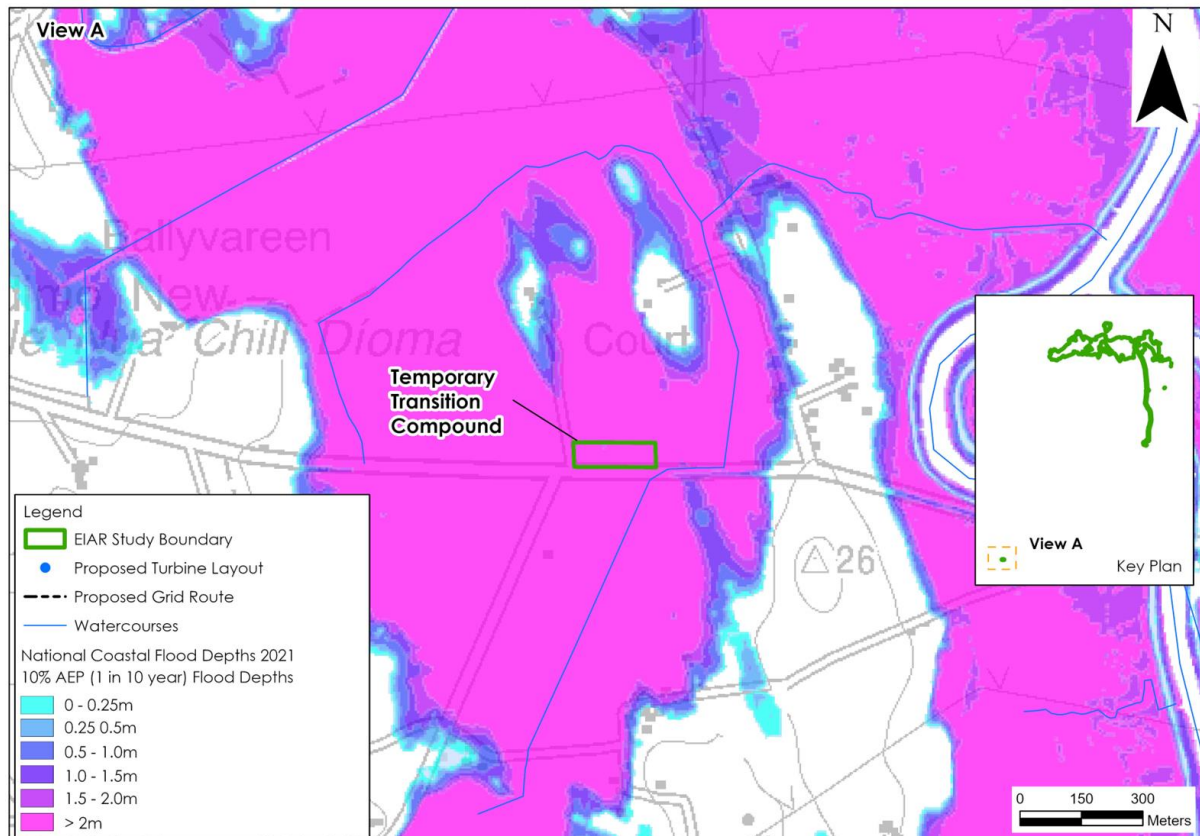 View A
N
Ballyvareen
New
Chill Díoma
Court
Temporary
Transition
Compound
26
Legend
EIAR Study Boundary
Proposed Turbine Layout
Proposed Grid Route
Watercourses
National Coastal Flood Depths 2021
10% AEP (1 in 10 year) Flood Depths
0 - 0.25m
0.25 0.5m
0.5 - 1.0m
1.0 - 1.5m
1.5 - 2.0m
> 2m
View A
Key Plan
0 150 300
Meters